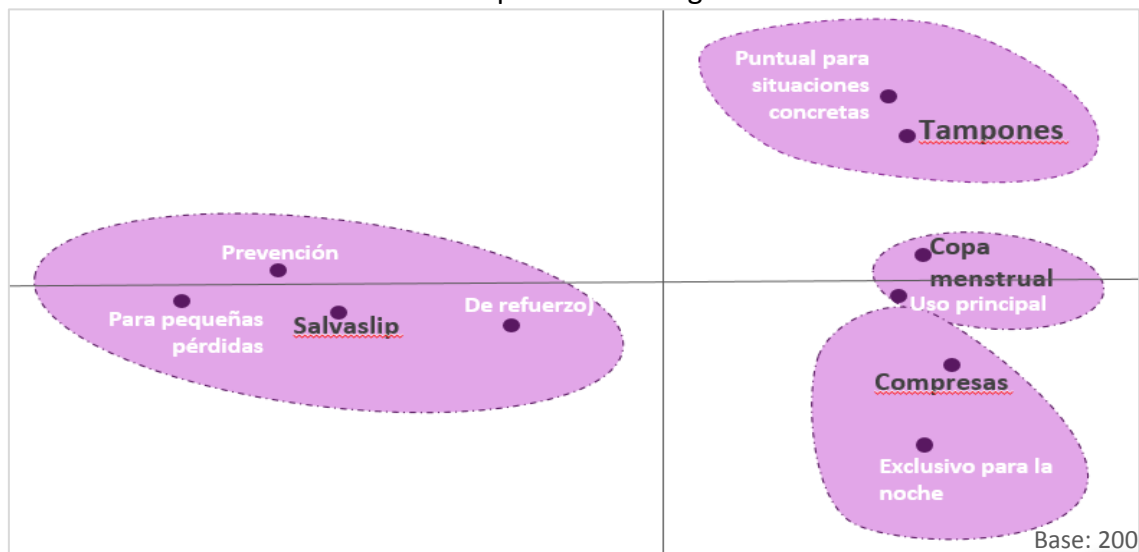 Puntual para
situaciones
concretas
Tampones
Copa
menstrual
Prevención
De refuerzo)
Uso principal
Para pequeñas
pérdidas
Salvaslip
Compresas
Exclusivo para la
noche
Base: 200